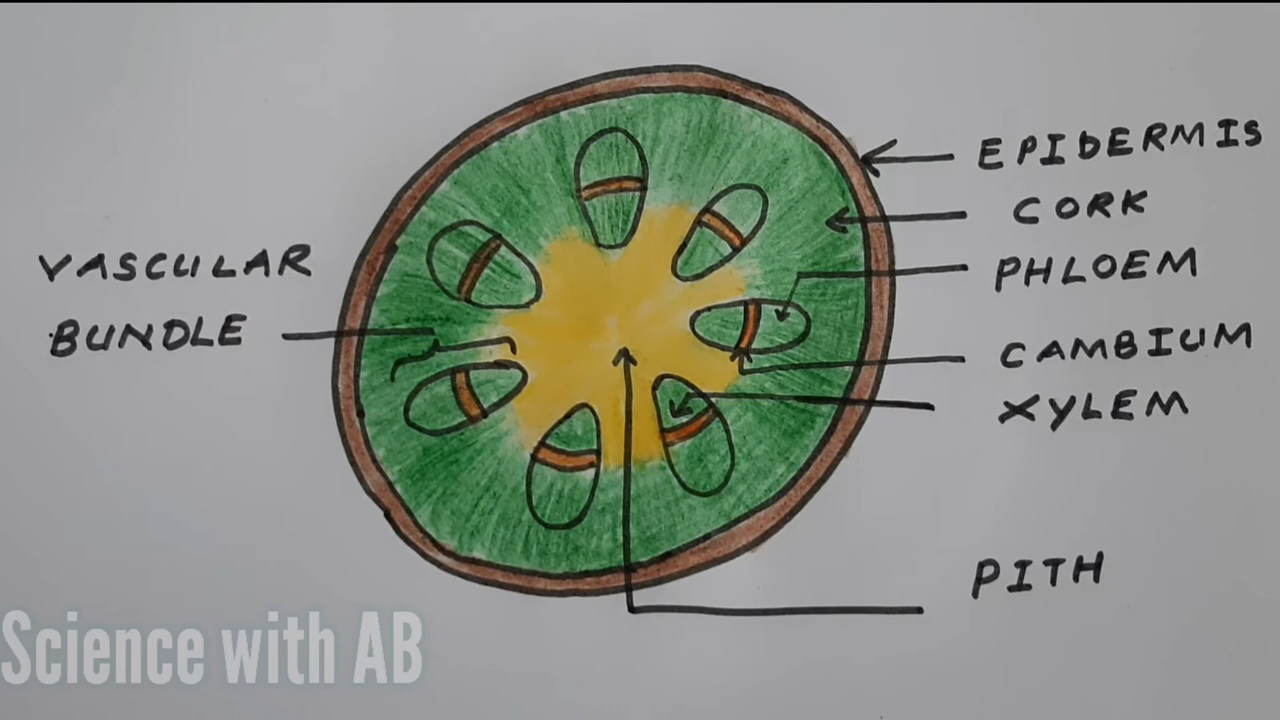 EPIDERMIS
CORK
VASCULAR
PHLOEM
BUNDLE
CAMBIUM
XYLEM
PITH
Science with AB